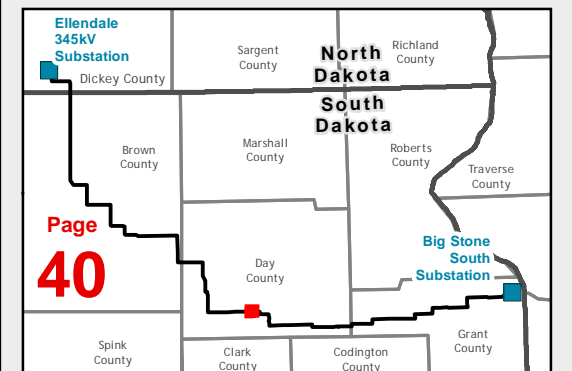 Ellendale
345kV
Substation
Dickey County
Sargent
County
North
Dakota
Richland
County
South
Dakota
Brown
County
Marshall
County
Roberts
County
Traverse
County
Page
40
Day
County
Big Stone
South
Substation
Spink
County
Clark
County
Codington
County
Grant
County